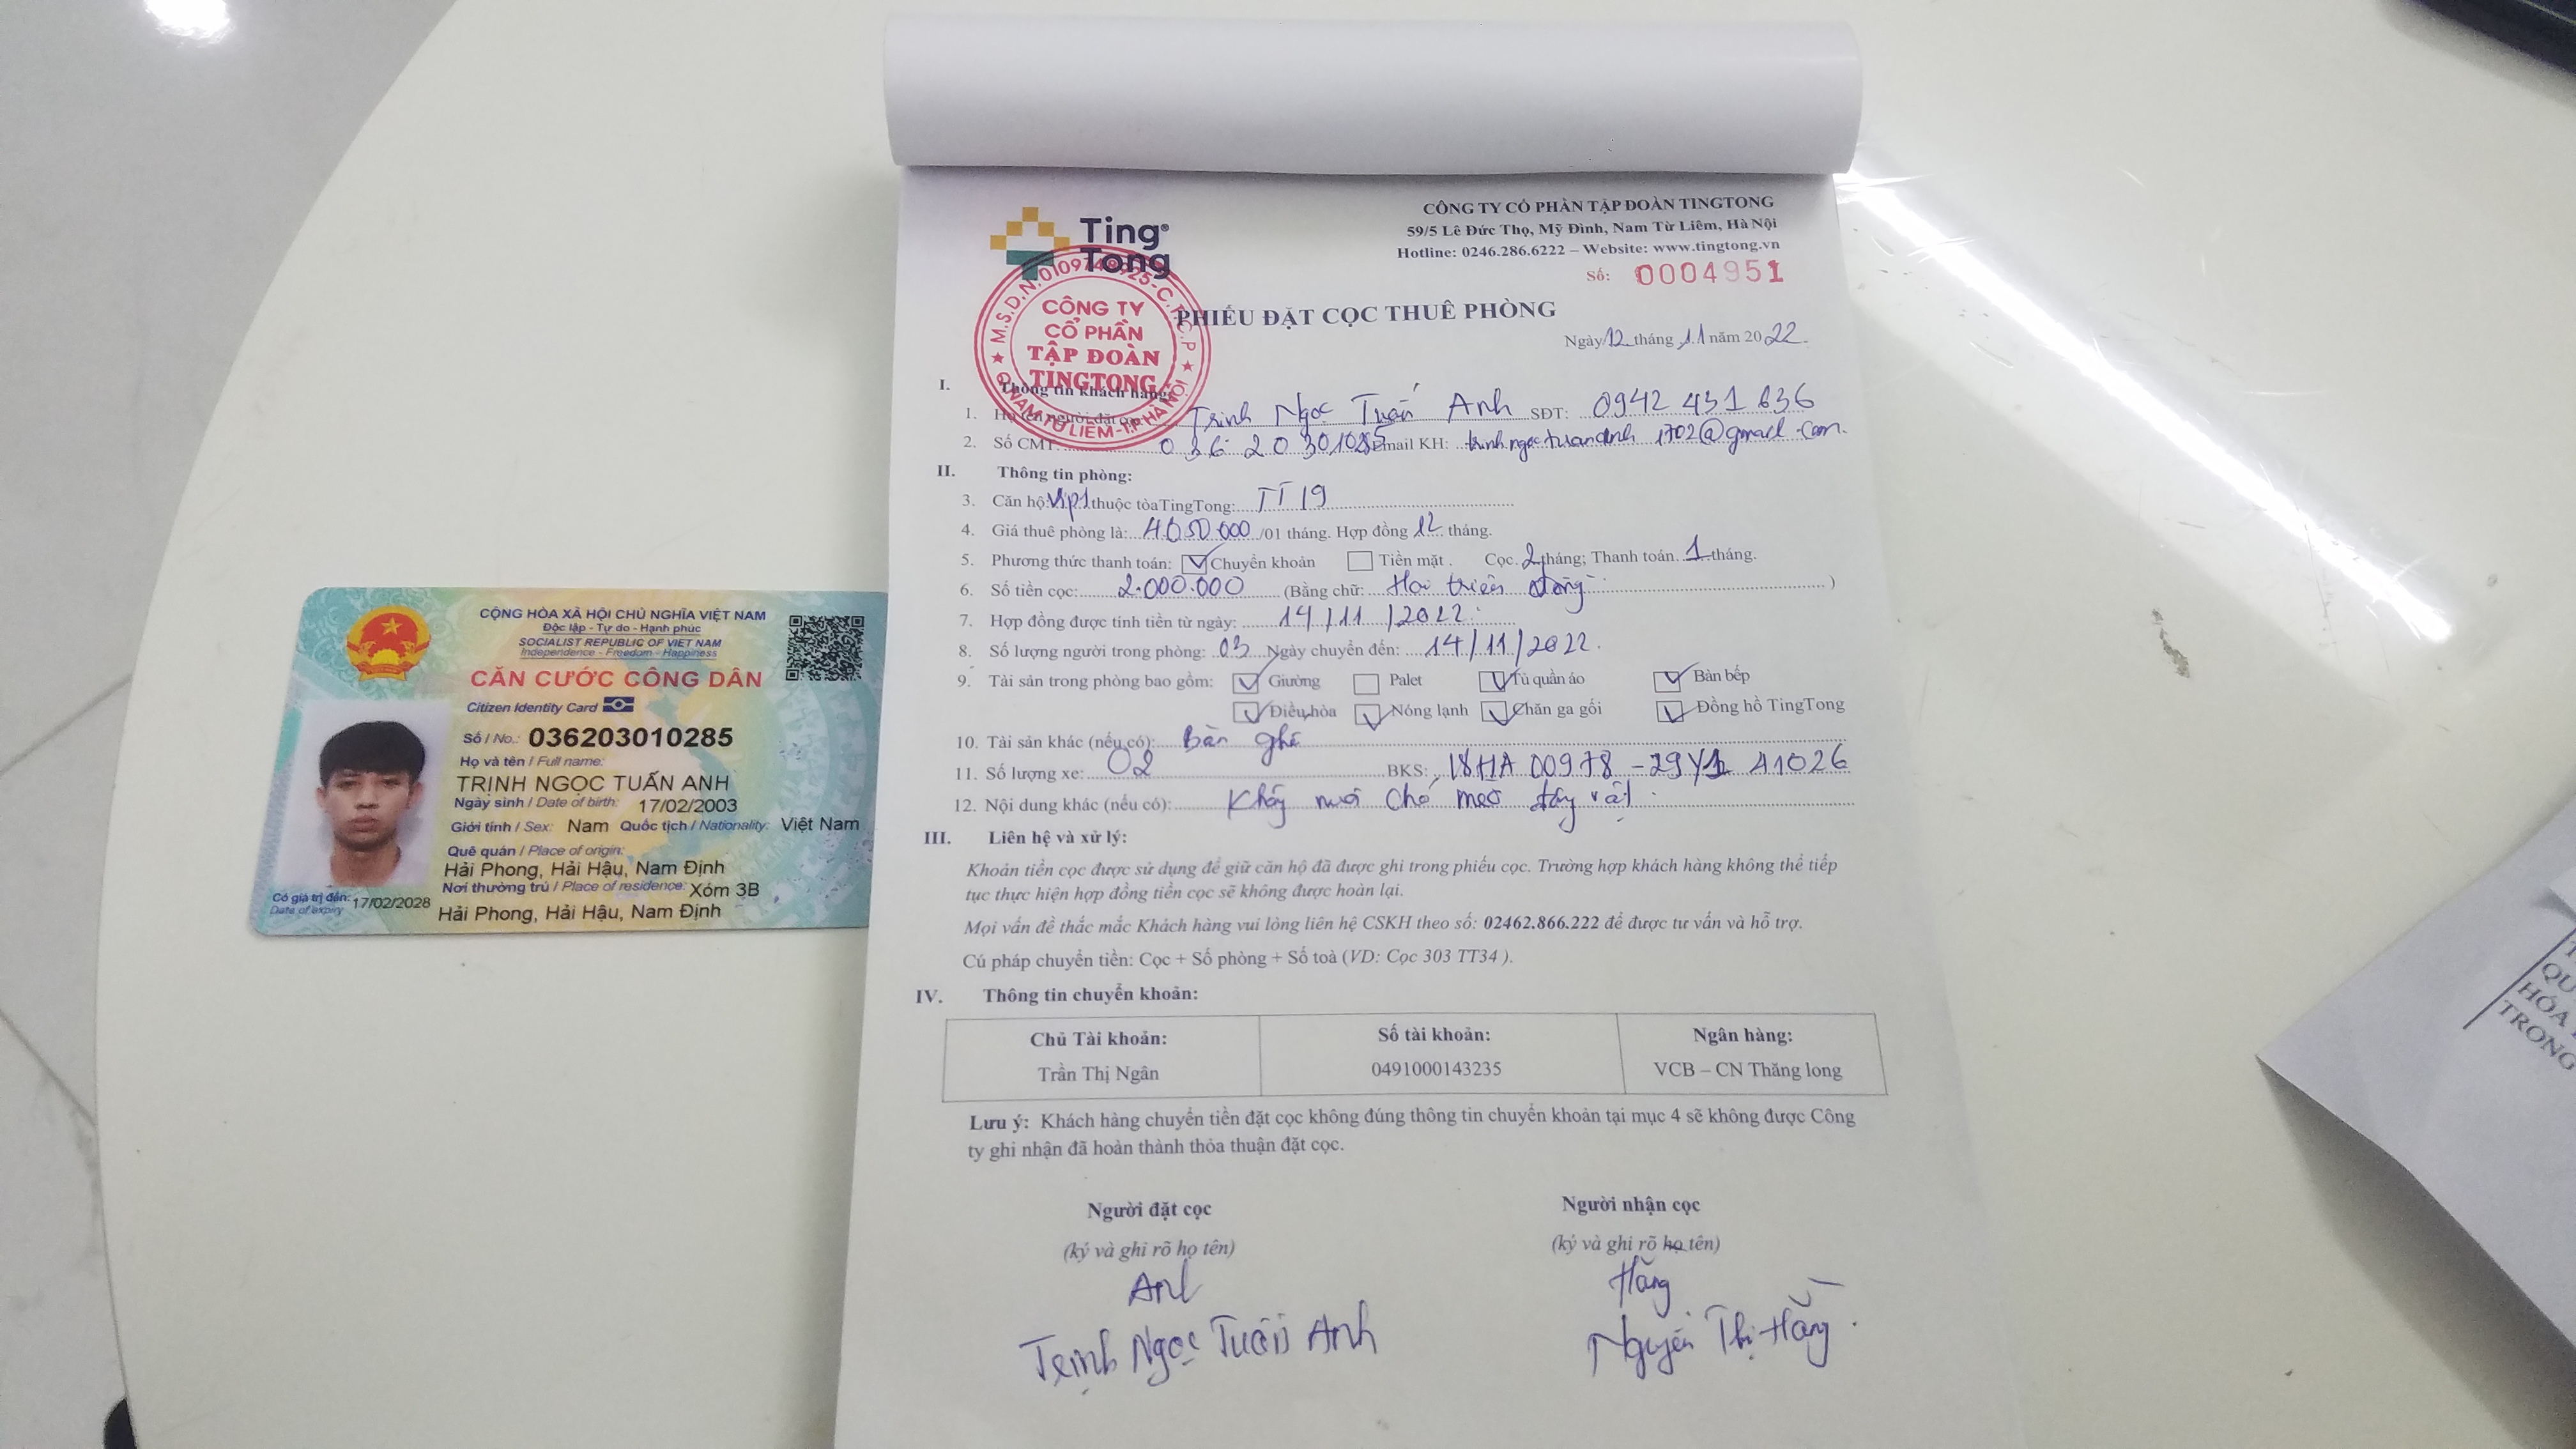 CỘNG HÒA XÃ HỘI CHỦ NGHĨA VIỆT NAM
Độc lập - Tự do - Hạnh phúc
SOCIALIST REPUBLIC OF VIET NAM
Independence - Freedom - Happiness
CĂN CƯỚC CÔNG DÂN
Citizen Identity Card
Số / No.: 036203010285
Họ và tên / Full name:
TRỊNH NGỌC TUẤN ANH
Ngày sinh / Date of birth: 17/02/2003
Giới tính / Sex: Nam Quốc tịch / Nationality: Việt Nam
Quê quán / Place of origin:
Hải Phong, Hải Hậu, Nam Định
Nơi thường trú / Place of residence: Xóm 3B
Hải Phong, Hải Hậu, Nam Định
Có giá trị đến: 17/02/2028
Date of expiry
Ting Tong
CÔNG TY CỔ PHẦN TẬP ĐOÀN TINGTONG
59/5 Lê Đức Thọ, Mỹ Đình, Nam Từ Liêm, Hà Nội
Hotline: 0246.286.6222 – Website: www.tingtong.vn
Số: 0004951
CÔNG TY
CỔ PHẦN
TẬP ĐOÀN
TINGTONG
PHIẾU ĐẶT CỌC THUÊ PHÒNG
Ngày 12 tháng 11 năm 2022
I. Thông tin khách hàng
1. Họ tên người đặt cọc Trịnh Ngọc Tuấn Anh SĐT: 0942 431 636
2. Số CMT: Email KH: trinhngoctuananh1702@gmail.com
II. Thông tin phòng:
3. Căn hộ: Vip1 thuộc tòa TingTong: TT 19
4. Giá thuê phòng là: 4050.000 /01 tháng. Hợp đồng 12 tháng.
5. Phương thức thanh toán: Chuyển khoản Tiền mặt. Cọc 2 tháng; Thanh toán 1 tháng.
6. Số tiền cọc: 2.000.000 (Bằng chữ: Hai triệu đồng )
7. Hợp đồng được tính tiền từ ngày: 14/11/2022
8. Số lượng người trong phòng: 03 Ngày chuyển đến: 14/11/2022.
9. Tài sản trong phòng bao gồm: Giường Palet Tủ quần áo Bàn bếp
Điều hòa Nóng lạnh Chăn ga gối Đồng hồ TingTong
10. Tài sản khác (nếu có): Bàn ghế
11. Số lượng xe: 02 BKS: 18HA 00978 - 29Y1 41026
12. Nội dung khác (nếu có): Không nuôi chó mèo động vật
III. Liên hệ và xử lý:
Khoản tiền cọc được sử dụng để giữ căn hộ đã được ghi trong phiếu cọc. Trường hợp khách hàng không thể tiếp
tục thực hiện hợp đồng tiền cọc sẽ không được hoàn lại.
Mọi vấn đề thắc mắc Khách hàng vui lòng liên hệ CSKH theo số: 02462.866.222 để được tư vấn và hỗ trợ.
Cú pháp chuyển tiền: Cọc + Số phòng + Số toà (VD: Cọc 303 TT34 ).
IV. Thông tin chuyển khoản:
Chủ Tài khoản: Số tài khoản: Ngân hàng:
Trần Thị Ngân 0491000143235 VCB – CN Thăng long
Lưu ý: Khách hàng chuyển tiền đặt cọc không đúng thông tin chuyển khoản tại mục 4 sẽ không được Công
ty ghi nhận đã hoàn thành thỏa thuận đặt cọc.
Người đặt cọc Người nhận cọc
(ký và ghi rõ họ tên) (ký và ghi rõ họ tên)
Anh Hằng
Trịnh Ngọc Tuấn Anh Nguyễn Thị Hằng
TRONG